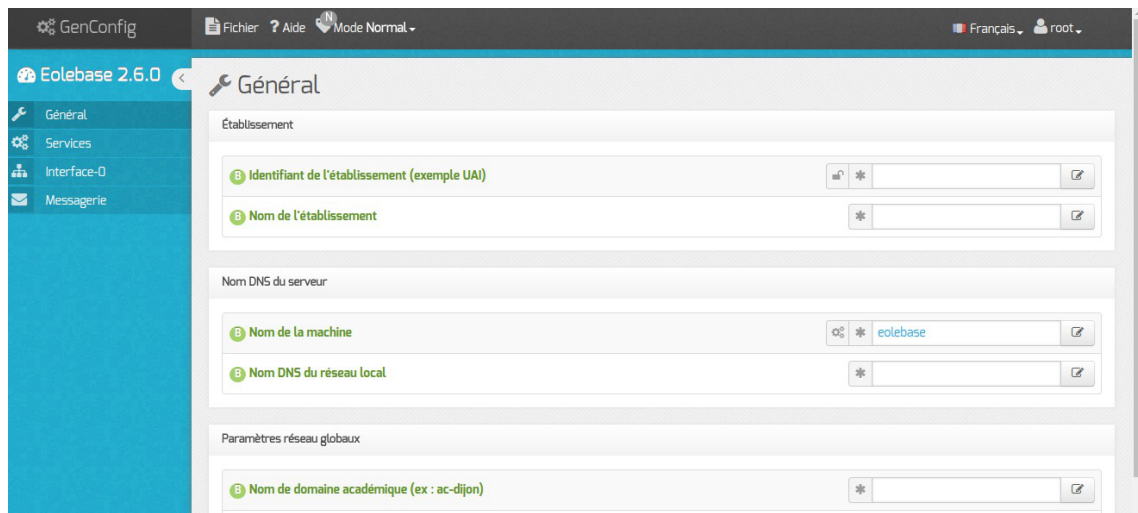 GenConfig Fichier ? Aide N Mode Normal Français root
Eolebase 2.6.0
Général
Général
Services
Interface-0
Messagerie
Établissement
B Identifiant de l'établissement (exemple UAI)
B Nom de l'établissement
Nom DNS du serveur
B Nom de la machine eolebase
B Nom DNS du réseau local
Paramètres réseau globaux
B Nom de domaine académique (ex : ac-dijon)